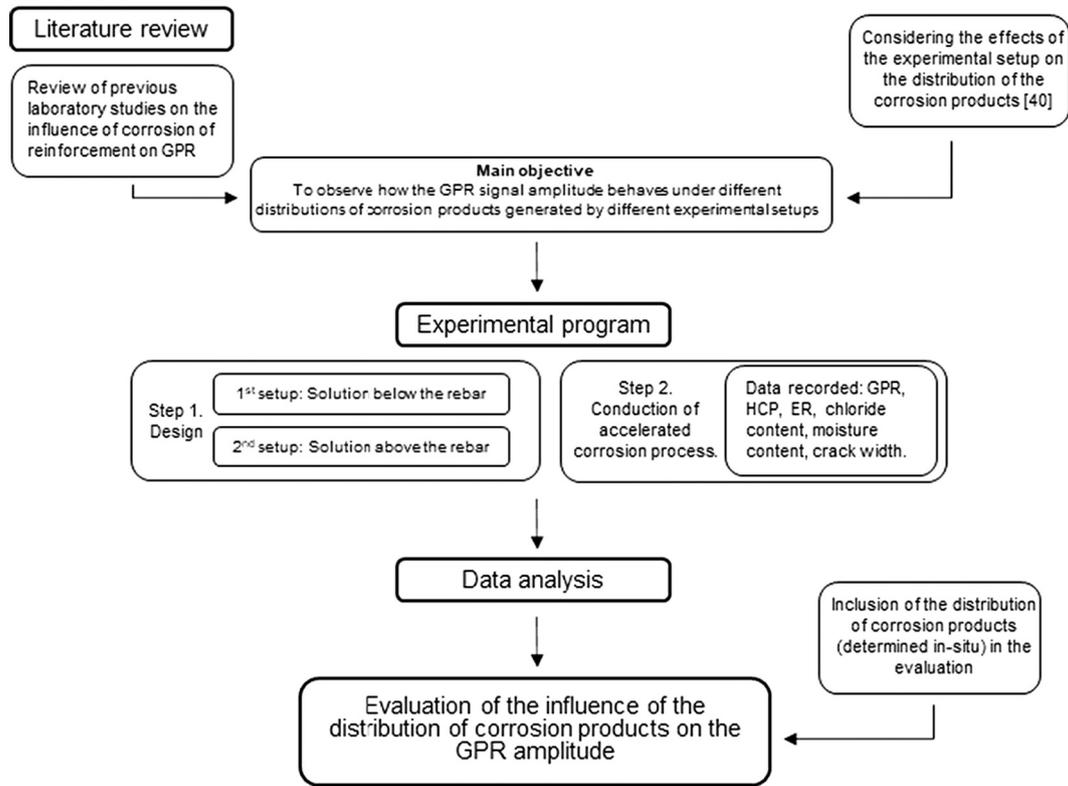 Literature review
Review of previous
laboratory studies on the
influence of corrosion of
reinforcement on GPR
Considering the effects of
the experimental setup on
the distribution of the
corrosion products [40]
Main objective
To observe how the GPR signal amplitude behaves under different
distributions of corrosion products generated by different experimental setups
Experimental program
Step 1.
Design
1st setup: Solution below the rebar
2nd setup: Solution above the rebar
Step 2.
Conduction of
accelerated
corrosion process.
Data recorded: GPR,
HCP, ER, chloride
content, moisture
content, crack width.
Data analysis
Inclusion of the distribution
of corrosion products
(determined in-situ) in the
evaluation
Evaluation of the influence of the
distribution of corrosion products on the
GPR amplitude